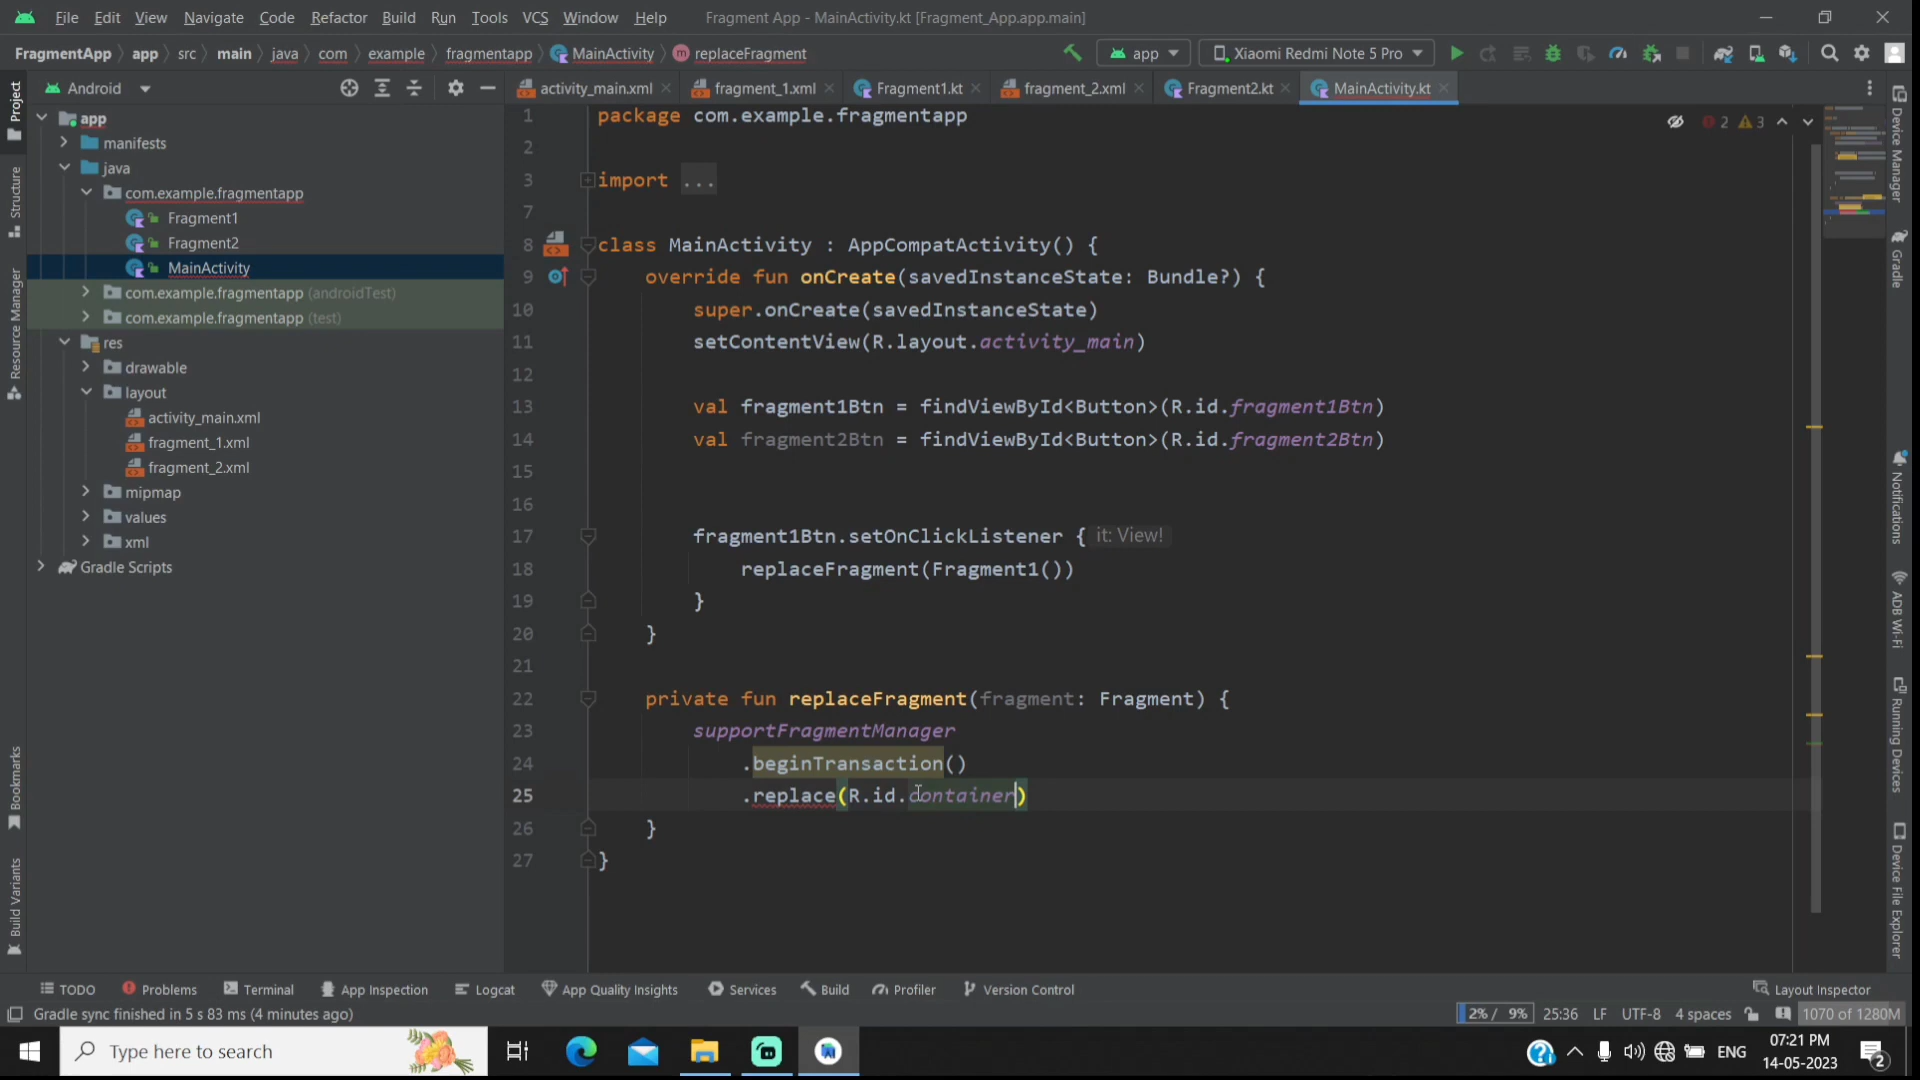 File Edit View Navigate Code Refactor Build Run Tools VCS Window Help Fragment App - MainActivity.kt [Fragment_App.app.main]
FragmentApp app src main java com example fragmentapp MainActivity replaceFragment app Xiaomi Redmi Note 5 Pro
Android activity_main.xml fragment_1.xml Fragment1.kt fragment_2.xml Fragment2.kt MainActivity.kt
Project
Structure
Resource Manager
Bookmarks
Build Variants
app
manifests
java
com.example.fragmentapp
Fragment1
Fragment2
MainActivity
com.example.fragmentapp (androidTest)
com.example.fragmentapp (test)
res
drawable
layout
activity_main.xml
fragment_1.xml
fragment_2.xml
mipmap
values
xml
Gradle Scripts
1 package com.example.fragmentapp
2
3 import ...
7
8 class MainActivity : AppCompatActivity() {
9 override fun onCreate(savedInstanceState: Bundle?) {
10 super.onCreate(savedInstanceState)
11 setContentView(R.layout.activity_main)
12
13 val fragment1Btn = findViewById<Button>(R.id.fragment1Btn)
14 val fragment2Btn = findViewById<Button>(R.id.fragment2Btn)
15
16
17 fragment1Btn.setOnClickListener { it: View!
18 replaceFragment(Fragment1())
19 }
20 }
21
22 private fun replaceFragment(fragment: Fragment) {
23 supportFragmentManager
24 .beginTransaction()
25 .replace(R.id.container)
26 }
27 }
2 3
Device Manager
Gradle
Notifications
ADB Wi-Fi
Running Devices
Device File Explorer
TODO Problems Terminal App Inspection Logcat App Quality Insights Services Build Profiler Version Control Layout Inspector
Gradle sync finished in 5 s 83 ms (4 minutes ago) 2% / 9% 25:36 LF UTF-8 4 spaces 1070 of 1280M
Type here to search ENG 07:21 PM
14-05-2023 2